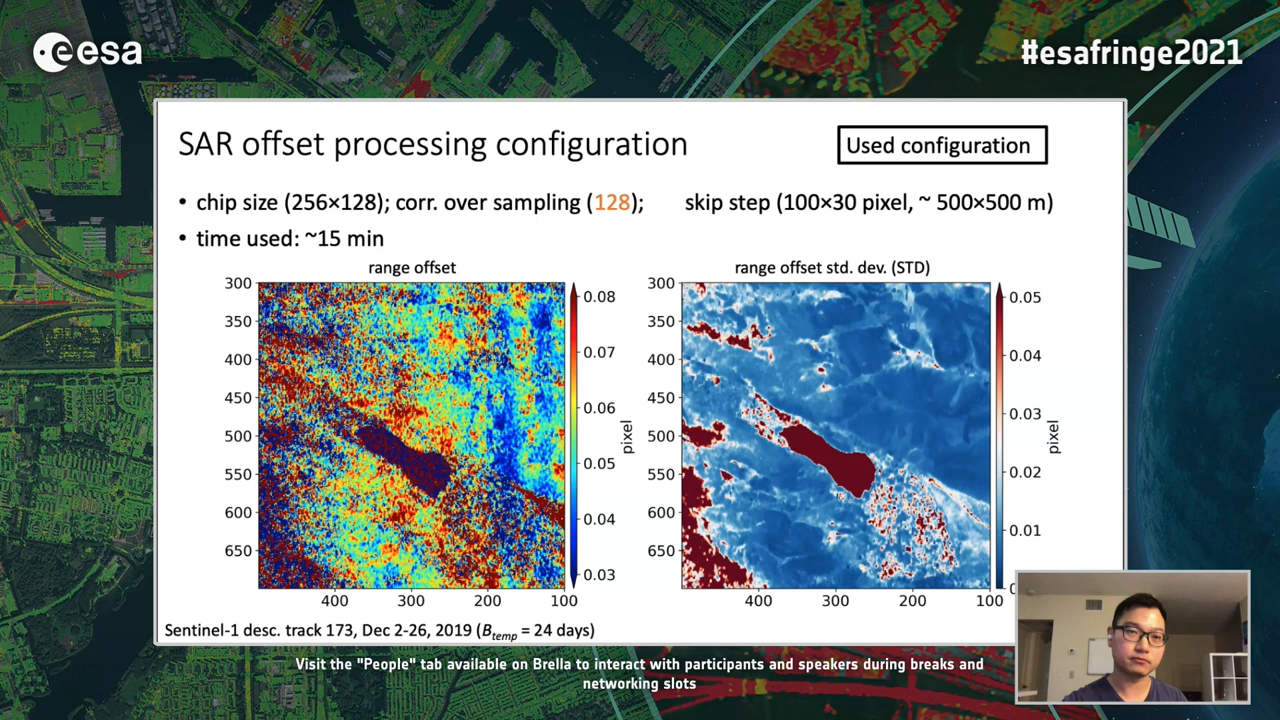 esa
#esafringe2021
SAR offset processing configuration
Used configuration
• chip size (256×128); corr. over sampling (128); skip step (100×30 pixel, ~ 500×500 m)
• time used: ~15 min
range offset
range offset std. dev. (STD)
300
350
400
450
500
550
600
650
400
300
200
100
0.08
0.07
0.06
0.05
0.04
0.03
pixel
300
350
400
450
500
550
600
650
400
300
200
100
0.05
0.04
0.03
0.02
0.01
pixel
Sentinel-1 desc. track 173, Dec 2-26, 2019 (Btemp = 24 days)
Visit the "People" tab available on Brella to interact with participants and speakers during breaks and
networking slots